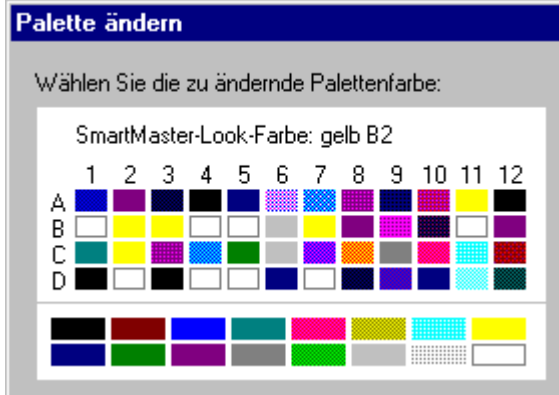 Palette ändern
Wählen Sie die zu ändernde Palettenfarbe:
SmartMaster-Look-Farbe: gelb B2
1 2 3 4 5 6 7 8 9 10 11 12
A
B
C
D